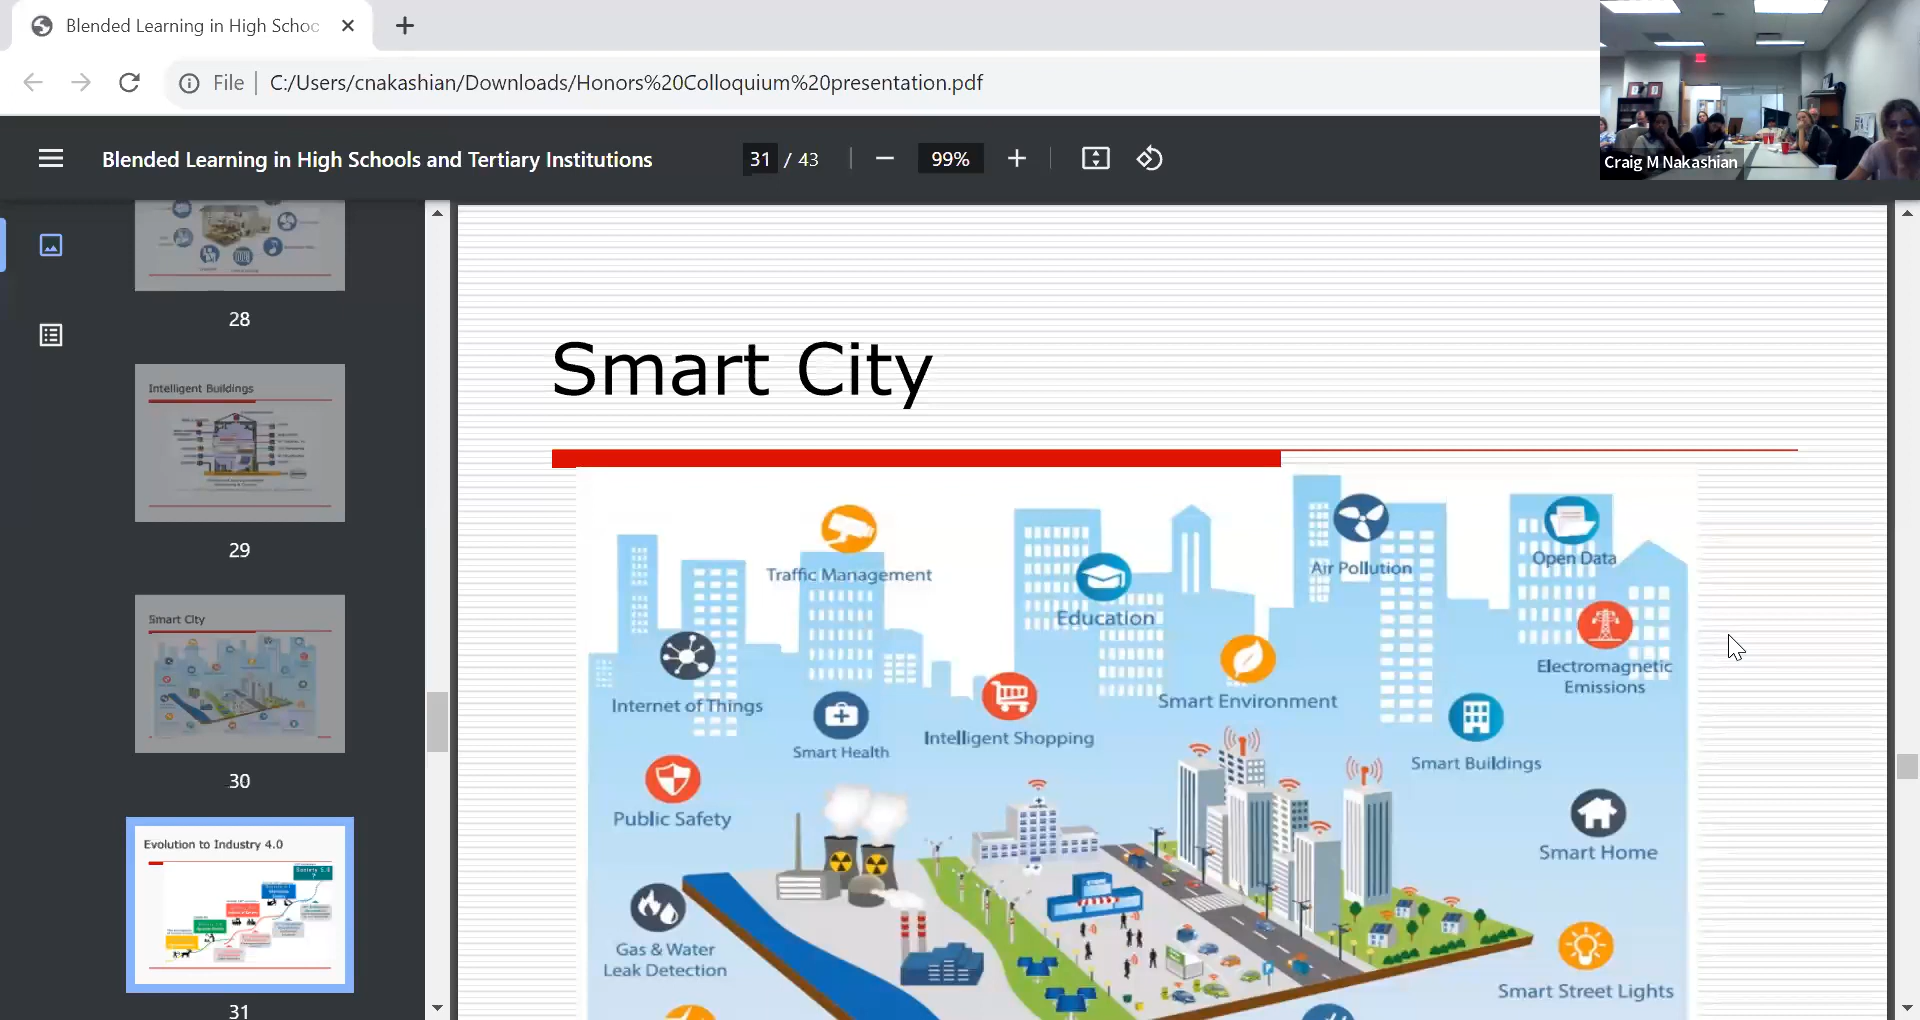 Blended Learning in High Schoo
File
C:/Users/cnakashian/Downloads/Honors%20Colloquium%20presentation.pdf
Craig M Nakashian
Blended Learning in High Schools and Tertiary Institutions
31 / 43
99%
28
Intelligent Buildings
29
Smart City
30
Evolution to Industry 4.0
31
Smart City
Traffic Management
Education
Air Pollution
Open Data
Internet of Things
Smart Health
Intelligent Shopping
Smart Environment
Electromagnetic
Emissions
Smart Buildings
Public Safety
Smart Home
Gas & Water
Leak Detection
Smart Street Lights